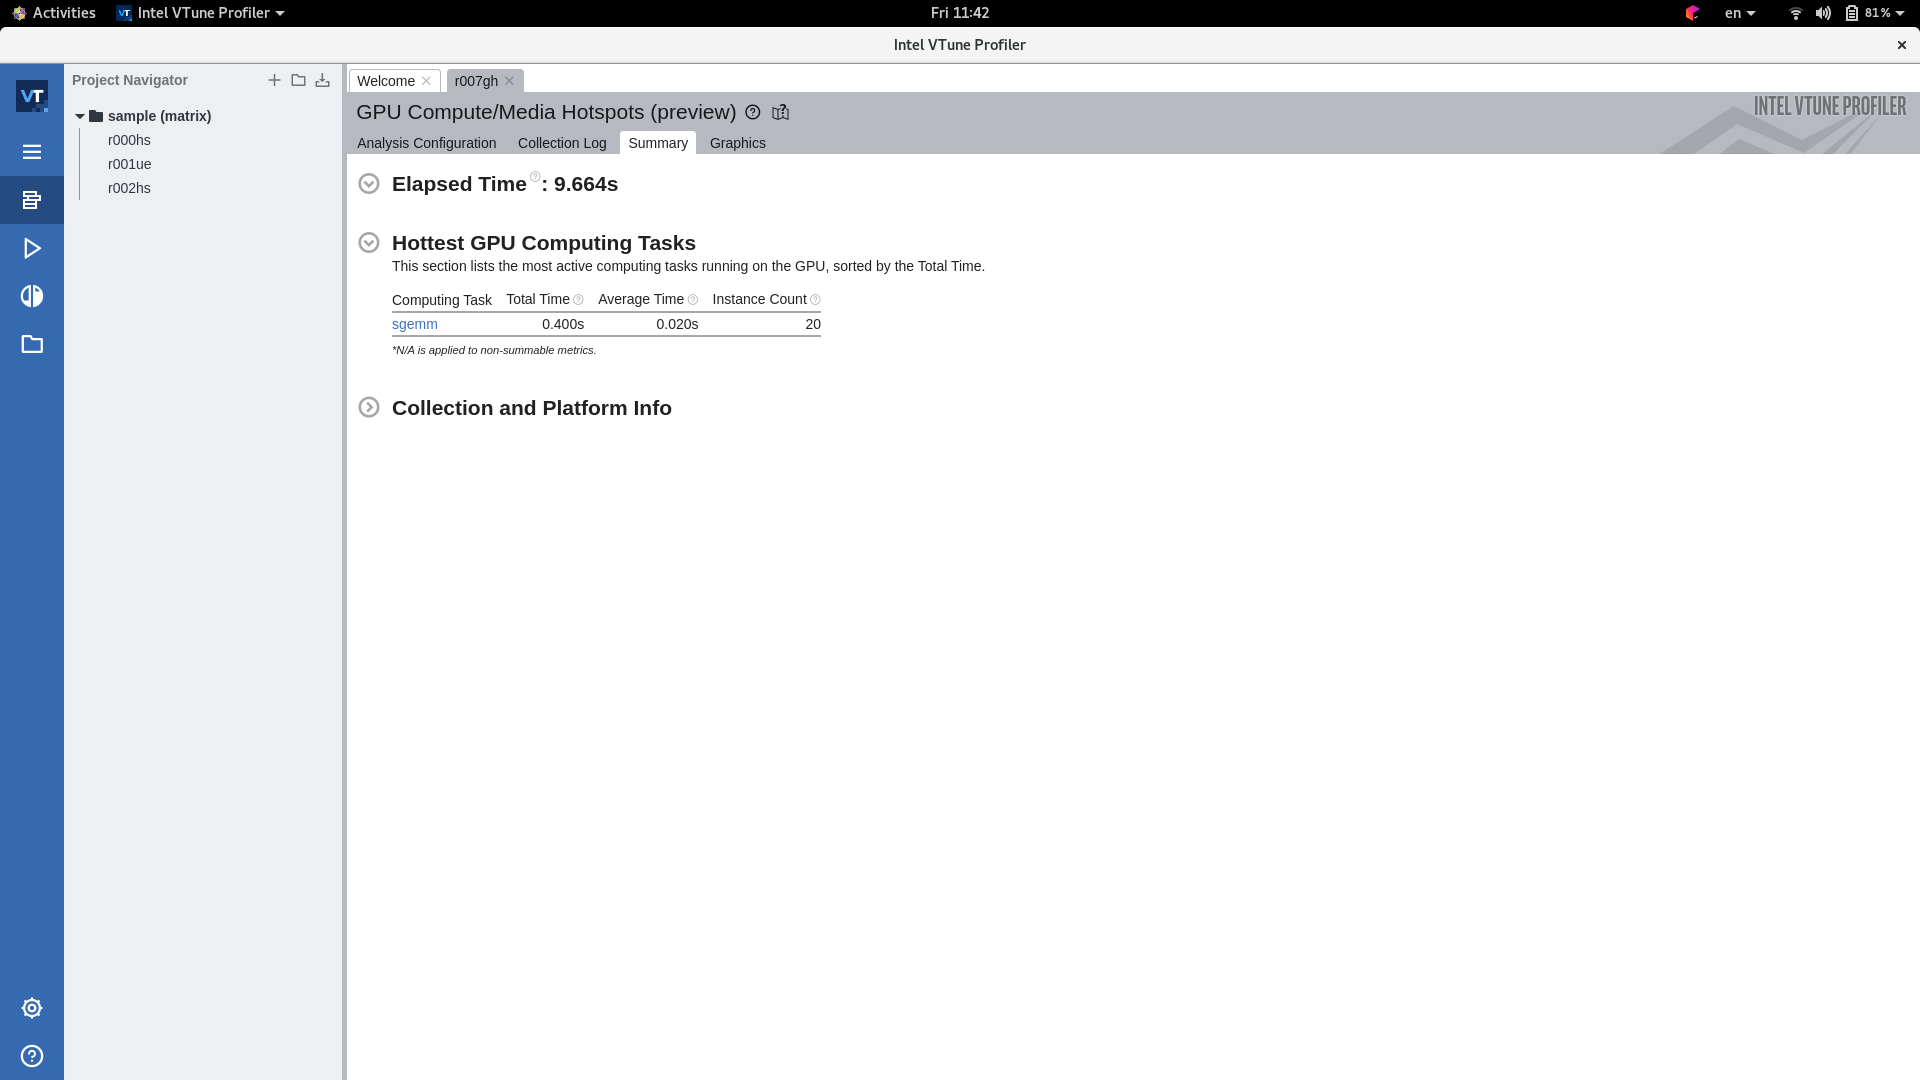 Activities Intel VTune Profiler Fri 11:42 en 81%
Intel VTune Profiler
VT
Project Navigator
sample (matrix)
r000hs
r001ue
r002hs
Welcome r007gh
GPU Compute/Media Hotspots (preview)
INTEL VTUNE PROFILER
Analysis Configuration Collection Log Summary Graphics
Elapsed Time: 9.664s
Hottest GPU Computing Tasks
This section lists the most active computing tasks running on the GPU, sorted by the Total Time.
Computing Task Total Time Average Time Instance Count
sgemm 0.400s 0.020s 20
*N/A is applied to non-summable metrics.
Collection and Platform Info